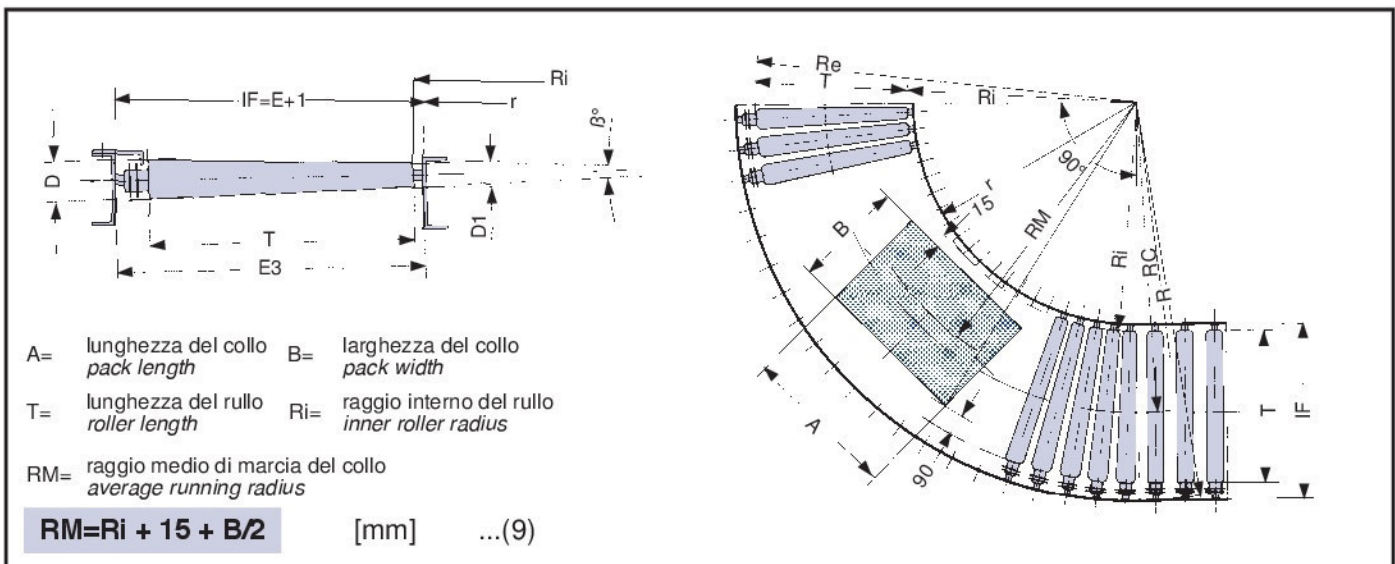 Ri
IF=E+1
r
ß°
D
D1
T
E3
A= lunghezza del collo
pack length
B= larghezza del collo
pack width
T= lunghezza del rullo
roller length
Ri= raggio interno del rullo
inner roller radius
RM= raggio medio di marcia del collo
average running radius
RM=Ri + 15 + B/2 [mm] ...(9)
Re
T
Ri
90°
r
15
RM
B
Ri
RC
R
A
90
T
IF